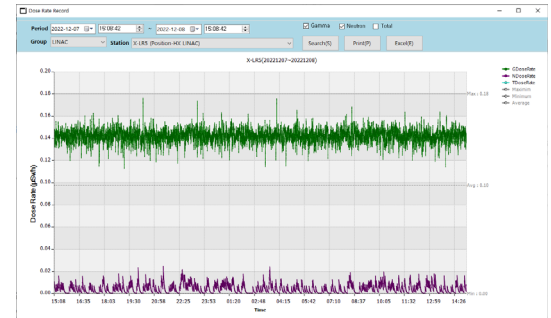 Dose Rate Record
Period 2022-12-07 15:08:42 ~ 2022-12-08 15:08:42 Gamma Neutron Total
Group LINAC Station X-LR5 (Position-HX LINAC) Search(S) Print(P) Excel(E)
X-LR5(20221207~20221208)
GDoseRate
NDoseRate
TDoseRate
Maximum
Minimum
Average
0.20
0.18
Max : 0.18
0.16
0.14
0.12
0.10
Avg : 0.10
0.08
0.06
0.04
0.02
0.00
Min : 0.00
Dose Rate (μSv/h)
15:08 16:35 18:03 19:30 20:58 22:25 23:53 01:20 02:48 04:15 05:42 07:10 08:37 10:05 11:32 12:59 14:26
Time